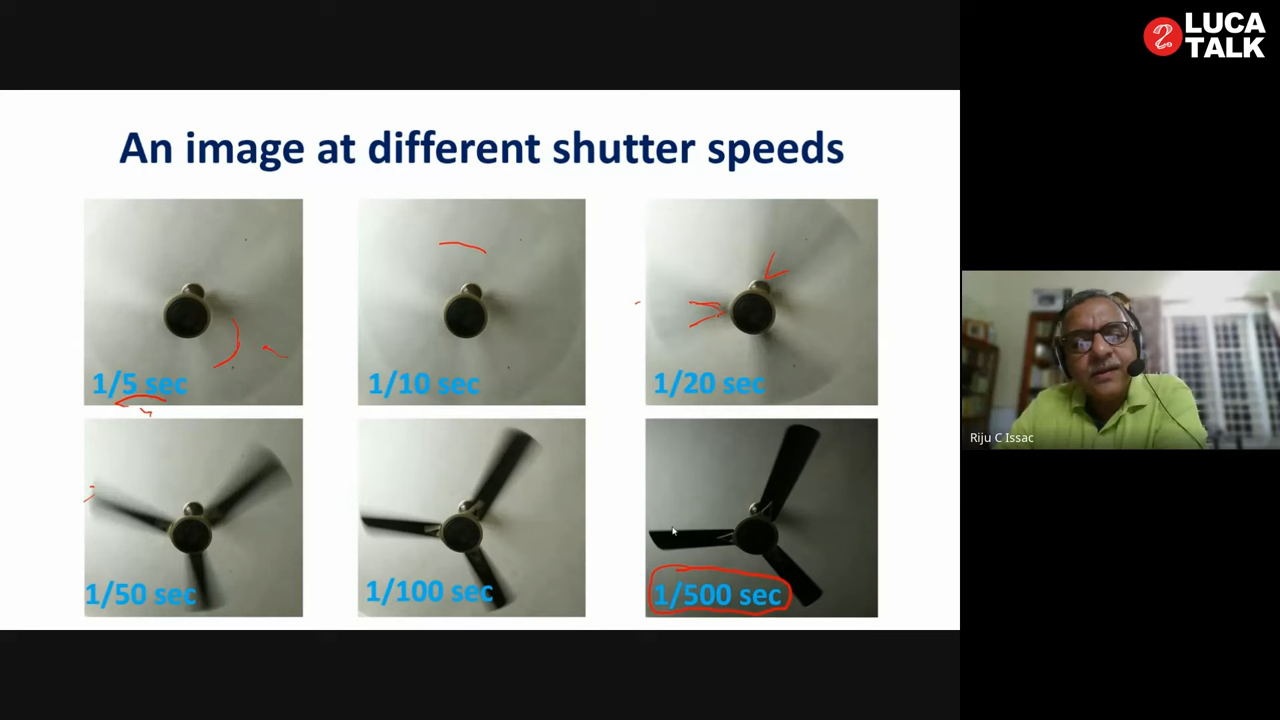 LUCA
TALK
An image at different shutter speeds
1/5 sec
1/10 sec
1/20 sec
1/50 sec
1/100 sec
1/500 sec
Riju C Issac